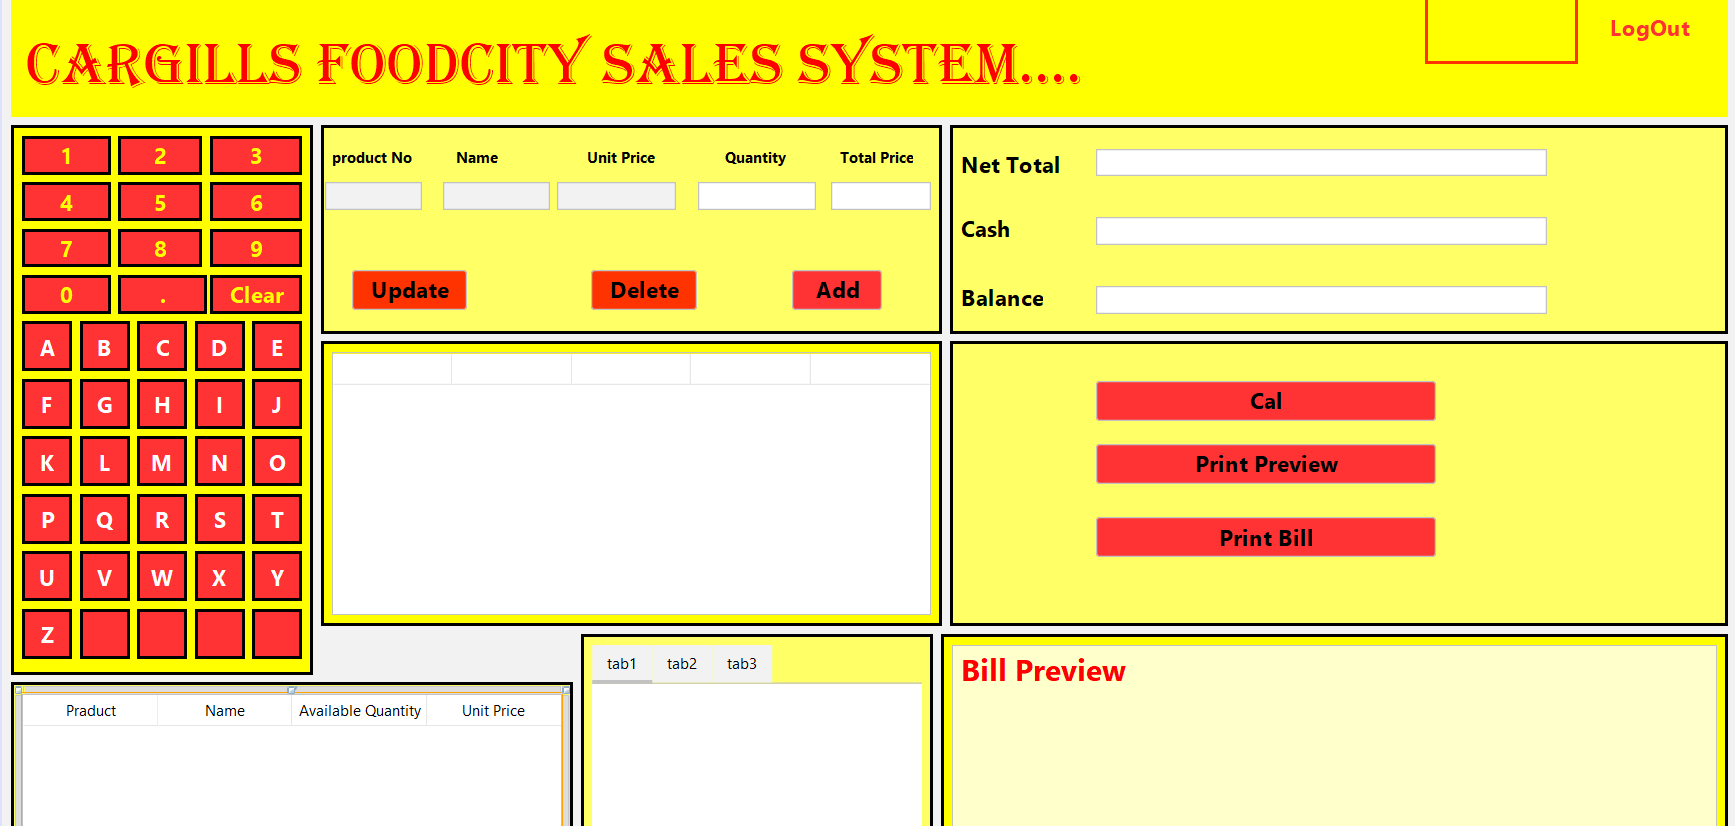 LogOut
CARGILLS FOODCITY SALES SYSTEM....
1 2 3
4 5 6
7 8 9
0 . Clear
A B C D E
F G H I J
K L M N O
P Q R S T
U V W X Y
Z
product No Name Unit Price Quantity Total Price
Update Delete Add
Net Total
Cash
Balance
Cal
Print Preview
Print Bill
Praduct Name Available Quantity Unit Price
tab1 tab2 tab3
Bill Preview